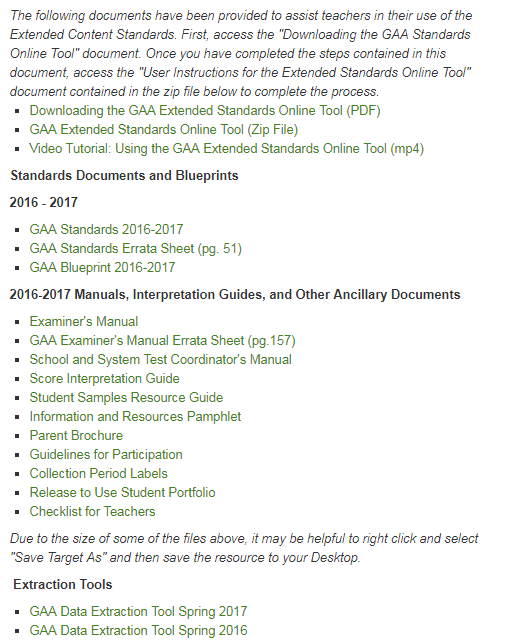 The following documents have been provided to assist teachers in their use of the
Extended Content Standards. First, access the "Downloading the GAA Standards
Online Tool" document. Once you have completed the steps contained in this
document, access the "User Instructions for the Extended Standards Online Tool"
document contained in the zip file below to complete the process.
▪ Downloading the GAA Extended Standards Online Tool (PDF)
▪ GAA Extended Standards Online Tool (Zip File)
▪ Video Tutorial: Using the GAA Extended Standards Online Tool (mp4)
Standards Documents and Blueprints
2016 - 2017
▪ GAA Standards 2016-2017
▪ GAA Standards Errata Sheet (pg. 51)
▪ GAA Blueprint 2016-2017
2016-2017 Manuals, Interpretation Guides, and Other Ancillary Documents
▪ Examiner's Manual
▪ GAA Examiner's Manual Errata Sheet (pg.157)
▪ School and System Test Coordinator's Manual
▪ Score Interpretation Guide
▪ Student Samples Resource Guide
▪ Information and Resources Pamphlet
▪ Parent Brochure
▪ Guidelines for Participation
▪ Collection Period Labels
▪ Release to Use Student Portfolio
▪ Checklist for Teachers
Due to the size of some of the files above, it may be helpful to right click and select
"Save Target As" and then save the resource to your Desktop.
Extraction Tools
▪ GAA Data Extraction Tool Spring 2017
▪ GAA Data Extraction Tool Spring 2016